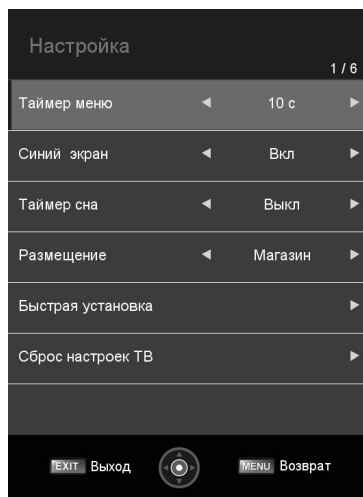 Настройка
1 / 6
Таймер меню 10 с
Синий экран Вкл
Таймер сна Выкл
Размещение Магазин
Быстрая установка
Сброс настроек ТВ
EXIT Выход MENU Возврат